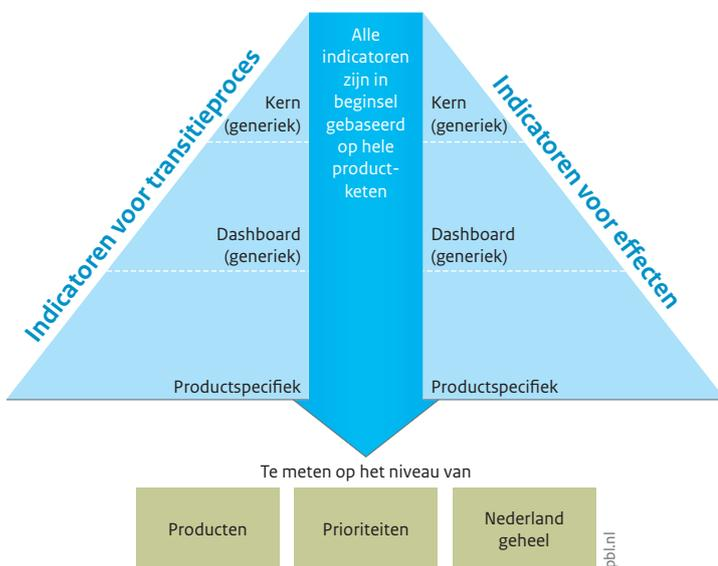 Indicatoren voor transitieproces
Kern
(generiek)
Dashboard
(generiek)
Productspecifiek
Alle
indicatoren
zijn in
beginsel
gebaseerd
op hele
product-
keten
Kern
(generiek)
Dashboard
(generiek)
Productspecifiek
Indicatoren voor effecten
Te meten op het niveau van
Producten
Prioriteiten
Nederland
geheel
pbl.nl